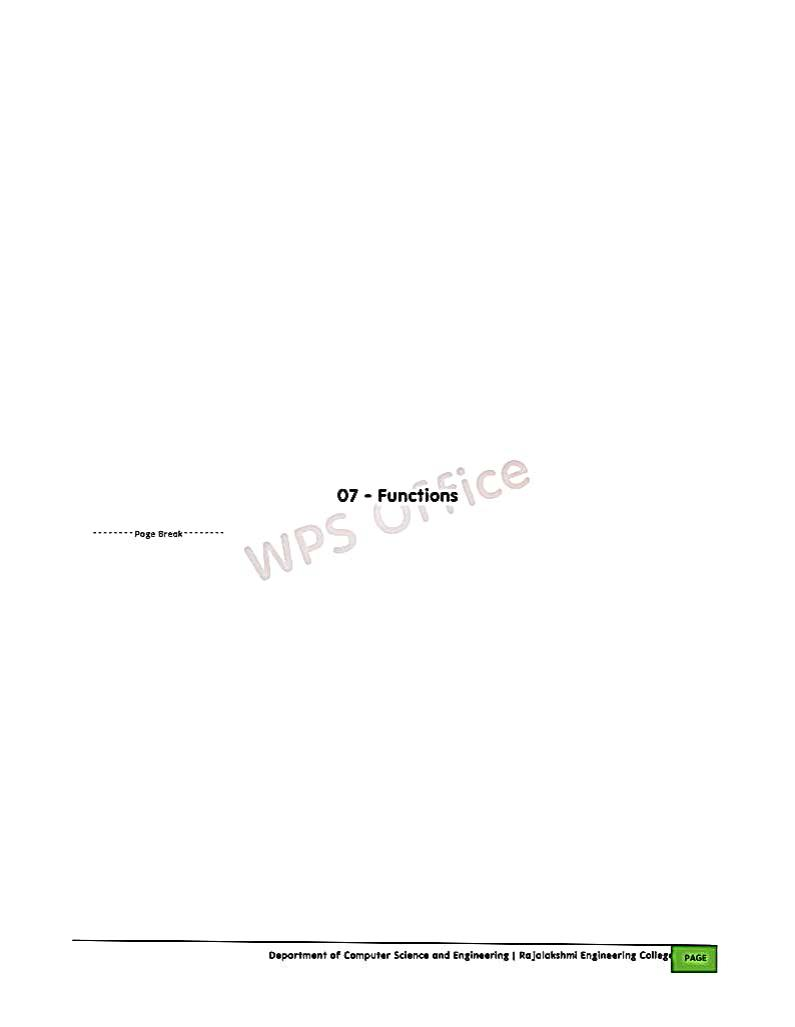 07 - Functions
WPS Office
--------Page Break--------
Department of Computer Science and Engineering | Rajalakshmi Engineering College
PAGE